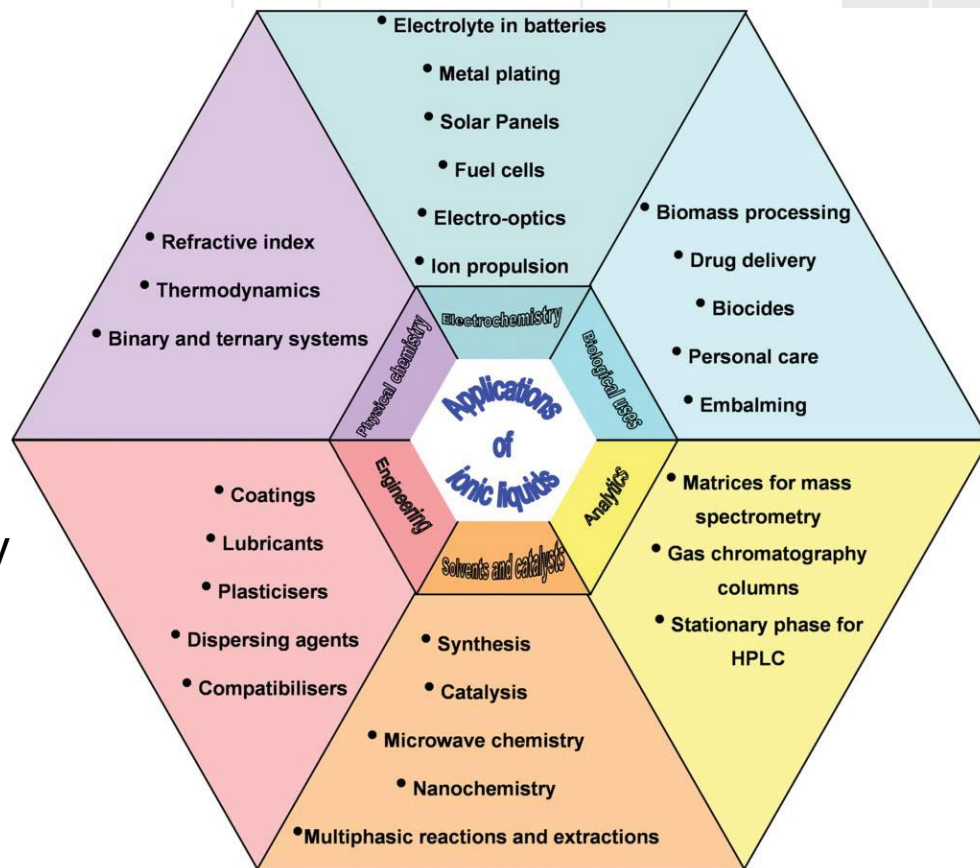 • Electrolyte in batteries
• Metal plating
• Solar Panels
• Fuel cells
• Electro-optics
• Ion propulsion
Electrochemistry
• Biomass processing
• Drug delivery
• Biocides
• Personal care
• Embalming
Biological uses
• Matrices for mass
spectrometry
• Gas chromatography
columns
• Stationary phase for
HPLC
Analytics
• Synthesis
• Catalysis
• Microwave chemistry
• Nanochemistry
• Multiphasic reactions and extractions
Solvents and catalysts
• Coatings
• Lubricants
• Plasticisers
• Dispersing agents
• Compatibilisers
Engineering
• Refractive index
• Thermodynamics
• Binary and ternary systems
Physical chemistry
Applications
of
ionic liquids